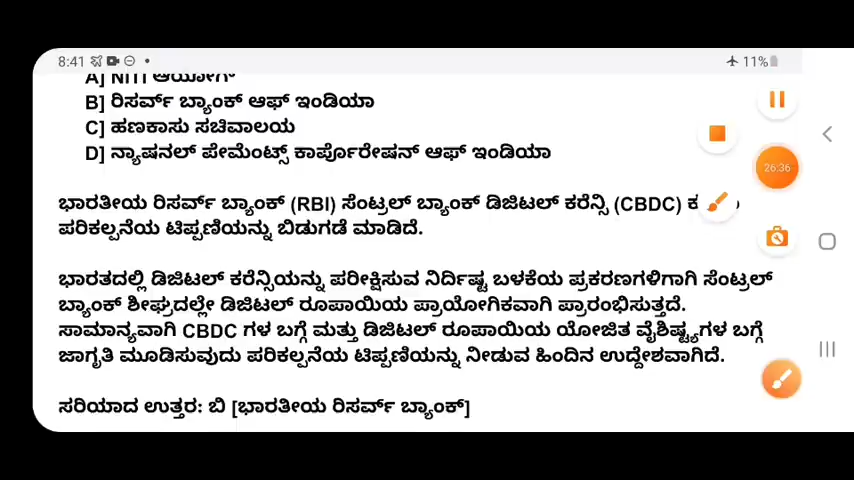 8:41
11%
A] NITI ಆಯೋಗ್
B] ರಿಸರ್ವ್ ಬ್ಯಾಂಕ್ ಆಫ್ ಇಂಡಿಯಾ
C] ಹಣಕಾಸು ಸಚಿವಾಲಯ
D] ನ್ಯಾಷನಲ್ ಪೇಮೆಂಟ್ಸ್ ಕಾರ್ಪೊರೇಷನ್ ಆಫ್ ಇಂಡಿಯಾ
26:36
ಭಾರತೀಯ ರಿಸರ್ವ್ ಬ್ಯಾಂಕ್ (RBI) ಸೆಂಟ್ರಲ್ ಬ್ಯಾಂಕ್ ಡಿಜಿಟಲ್ ಕರೆನ್ಸಿ (CBDC)
ಪರಿಕಲ್ಪನೆಯ ಟಿಪ್ಪಣಿಯನ್ನು ಬಿಡುಗಡೆ ಮಾಡಿದೆ.
ಭಾರತದಲ್ಲಿ ಡಿಜಿಟಲ್ ಕರೆನ್ಸಿಯನ್ನು ಪರೀಕ್ಷಿಸುವ ನಿರ್ದಿಷ್ಟ ಬಳಕೆಯ ಪ್ರಕರಣಗಳಿಗಾಗಿ ಸೆಂಟ್ರಲ್
ಬ್ಯಾಂಕ್ ಶೀಘ್ರದಲ್ಲೇ ಡಿಜಿಟಲ್ ರೂಪಾಯಿಯ ಪ್ರಾಯೋಗಿಕವಾಗಿ ಪ್ರಾರಂಭಿಸುತ್ತದೆ.
ಸಾಮಾನ್ಯವಾಗಿ CBDC ಗಳ ಬಗ್ಗೆ ಮತ್ತು ಡಿಜಿಟಲ್ ರೂಪಾಯಿಯ ಯೋಜಿತ ವೈಶಿಷ್ಟ್ಯಗಳ ಬಗ್ಗೆ
ಜಾಗೃತಿ ಮೂಡಿಸುವುದು ಪರಿಕಲ್ಪನೆಯ ಟಿಪ್ಪಣಿಯನ್ನು ನೀಡುವ ಹಿಂದಿನ ಉದ್ದೇಶವಾಗಿದೆ.
ಸರಿಯಾದ ಉತ್ತರ: ಬಿ [ಭಾರತೀಯ ರಿಸರ್ವ್ ಬ್ಯಾಂಕ್]